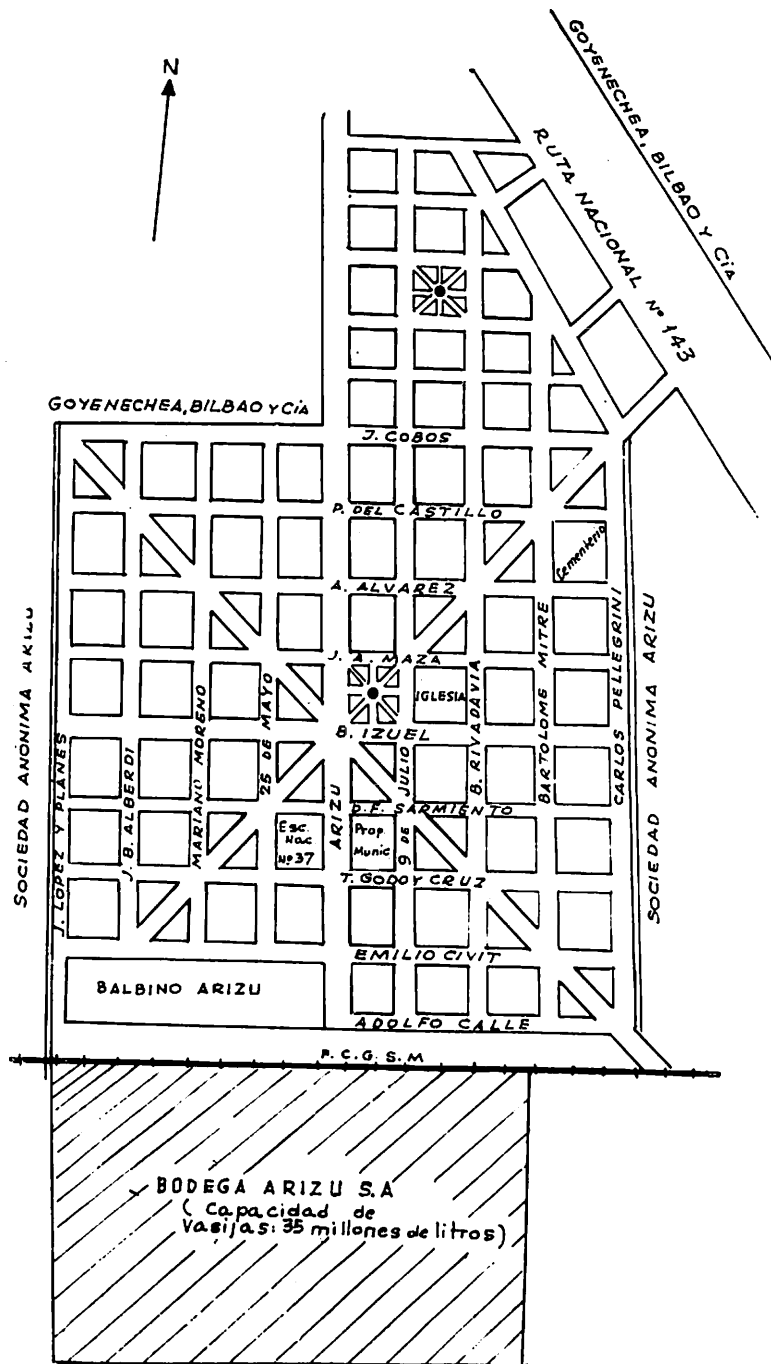 N
GOYENECHEA, BILBAO Y CiA
RUTA NACIONAL Nº 143
GOYENECHEA, BILBAO Y CiA
J. COBOS
P. DEL CASTILLO
Cementerio
A. ALVAREZ
J. A. MAZA
IGLESIA
B. IZUEL
D. F. SARMIENTO
Esc.
Nac
Nº 37
Prop.
Munic
T. GODOY CRUZ
EMILIO CIVIT
BALBINO ARIZU
ADOLFO CALLE
SOCIEDAD ANONIMA ARIZU
J. LOPEZ Y PLANES
J. B. ALBERDI
MARIANO MORENO
25 DE MAYO
ARIZU
9 DE JULIO
B. RIVADAVIA
BARTOLOME MITRE
CARLOS PELLEGRINI
SOCIEDAD ANONIMA ARIZU
F. C. G. S. M
BODEGA ARIZU S.A
( Capacidad de
Vasijas: 35 millones de litros)